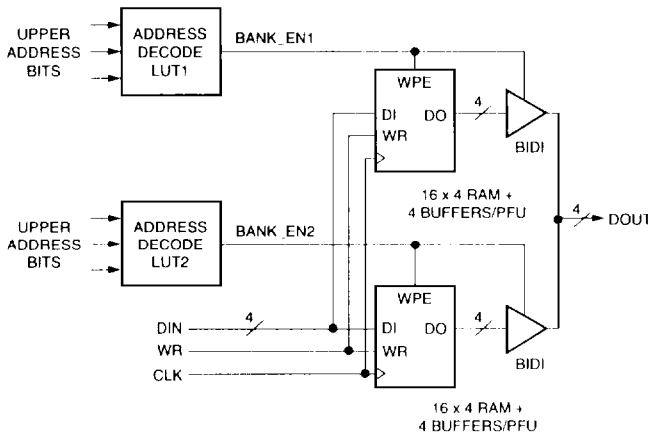 UPPER
ADDRESS
BITS
ADDRESS
DECODE
LUT1
BANK_EN1
WPE
DI
DO
WR
4
BIDI
16 x 4 RAM +
4 BUFFERS/PFU
4
DOUT
UPPER
ADDRESS
BITS
ADDRESS
DECODE
LUT2
BANK_EN2
WPE
DI
DO
WR
4
BIDI
DIN
4
WR
CLK
16 x 4 RAM +
4 BUFFERS/PFU